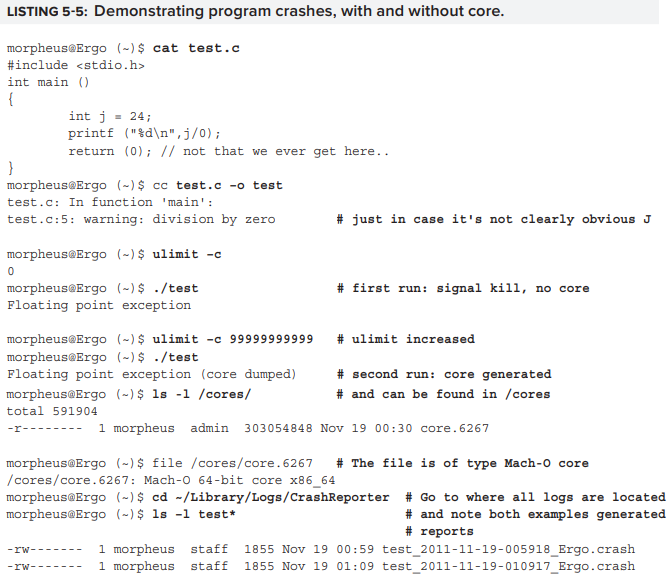 LISTING 5-5: Demonstrating program crashes, with and without core.
morpheus@Ergo (~)$ cat test.c
#include <stdio.h>
int main ()
{
        int j = 24;
        printf ("%d\n",j/0);
        return (0); // not that we ever get here..
}
morpheus@Ergo (~)$ cc test.c -o test
test.c: In function 'main':
test.c:5: warning: division by zero        # just in case it's not clearly obvious J
morpheus@Ergo (~)$ ulimit -c
0
morpheus@Ergo (~)$ ./test                  # first run: signal kill, no core
Floating point exception
morpheus@Ergo (~)$ ulimit -c 99999999999   # ulimit increased
morpheus@Ergo (~)$ ./test
Floating point exception (core dumped)     # second run: core generated
morpheus@Ergo (~)$ ls -l /cores/           # and can be found in /cores
total 591904
-r--------  1 morpheus  admin  303054848 Nov 19 00:30 core.6267
morpheus@Ergo (~)$ file /cores/core.6267   # The file is of type Mach-O core
/cores/core.6267: Mach-O 64-bit core x86_64
morpheus@Ergo (~)$ cd ~/Library/Logs/CrashReporter  # Go to where all logs are located
morpheus@Ergo (~)$ ls -l test*                      # and note both examples generated
                                                    # reports
-rw-------  1 morpheus  staff  1855 Nov 19 00:59 test_2011-11-19-005918_Ergo.crash
-rw-------  1 morpheus  staff  1855 Nov 19 01:09 test_2011-11-19-010917_Ergo.crash